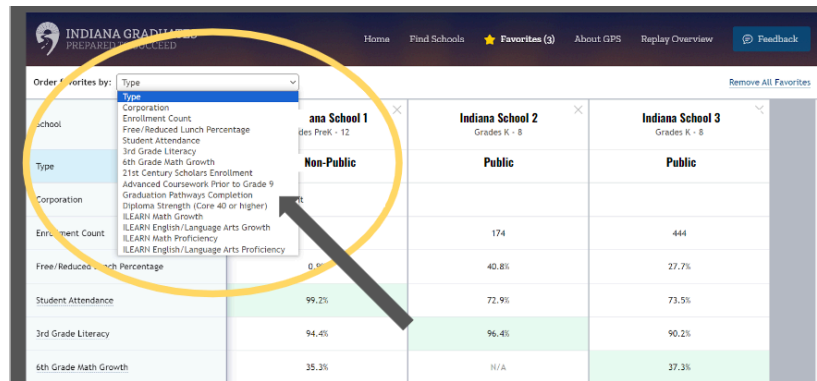 INDIANA GRADUATES
PREPARED TO SUCCEED
Home Find Schools Favorites (3) About GPS Replay Overview Feedback
Order favorites by: Type
Remove All Favorites
Type
Corporation
Enrollment Count
Free/Reduced Lunch Percentage
Student Attendance
3rd Grade Literacy
6th Grade Math Growth
21st Century Scholars Enrollment
Advanced Coursework Prior to Grade 9
Graduation Pathways Completion
Diploma Strength (Core 40 or higher)
ILEARN Math Growth
ILEARN English/Language Arts Growth
ILEARN Math Proficiency
ILEARN English/Language Arts Proficiency
School ana School 1 Indiana School 2 Indiana School 3
des PreK - 12 Grades K - 8 Grades K - 8
Type Non-Public Public Public
Corporation
Enrollment Count 174 444
Free/Reduced Lunch Percentage 40.8% 27.7%
Student Attendance 99.2% 72.9% 73.5%
3rd Grade Literacy 94.4% 96.4% 90.2%
6th Grade Math Growth 35.3% N/A 37.3%